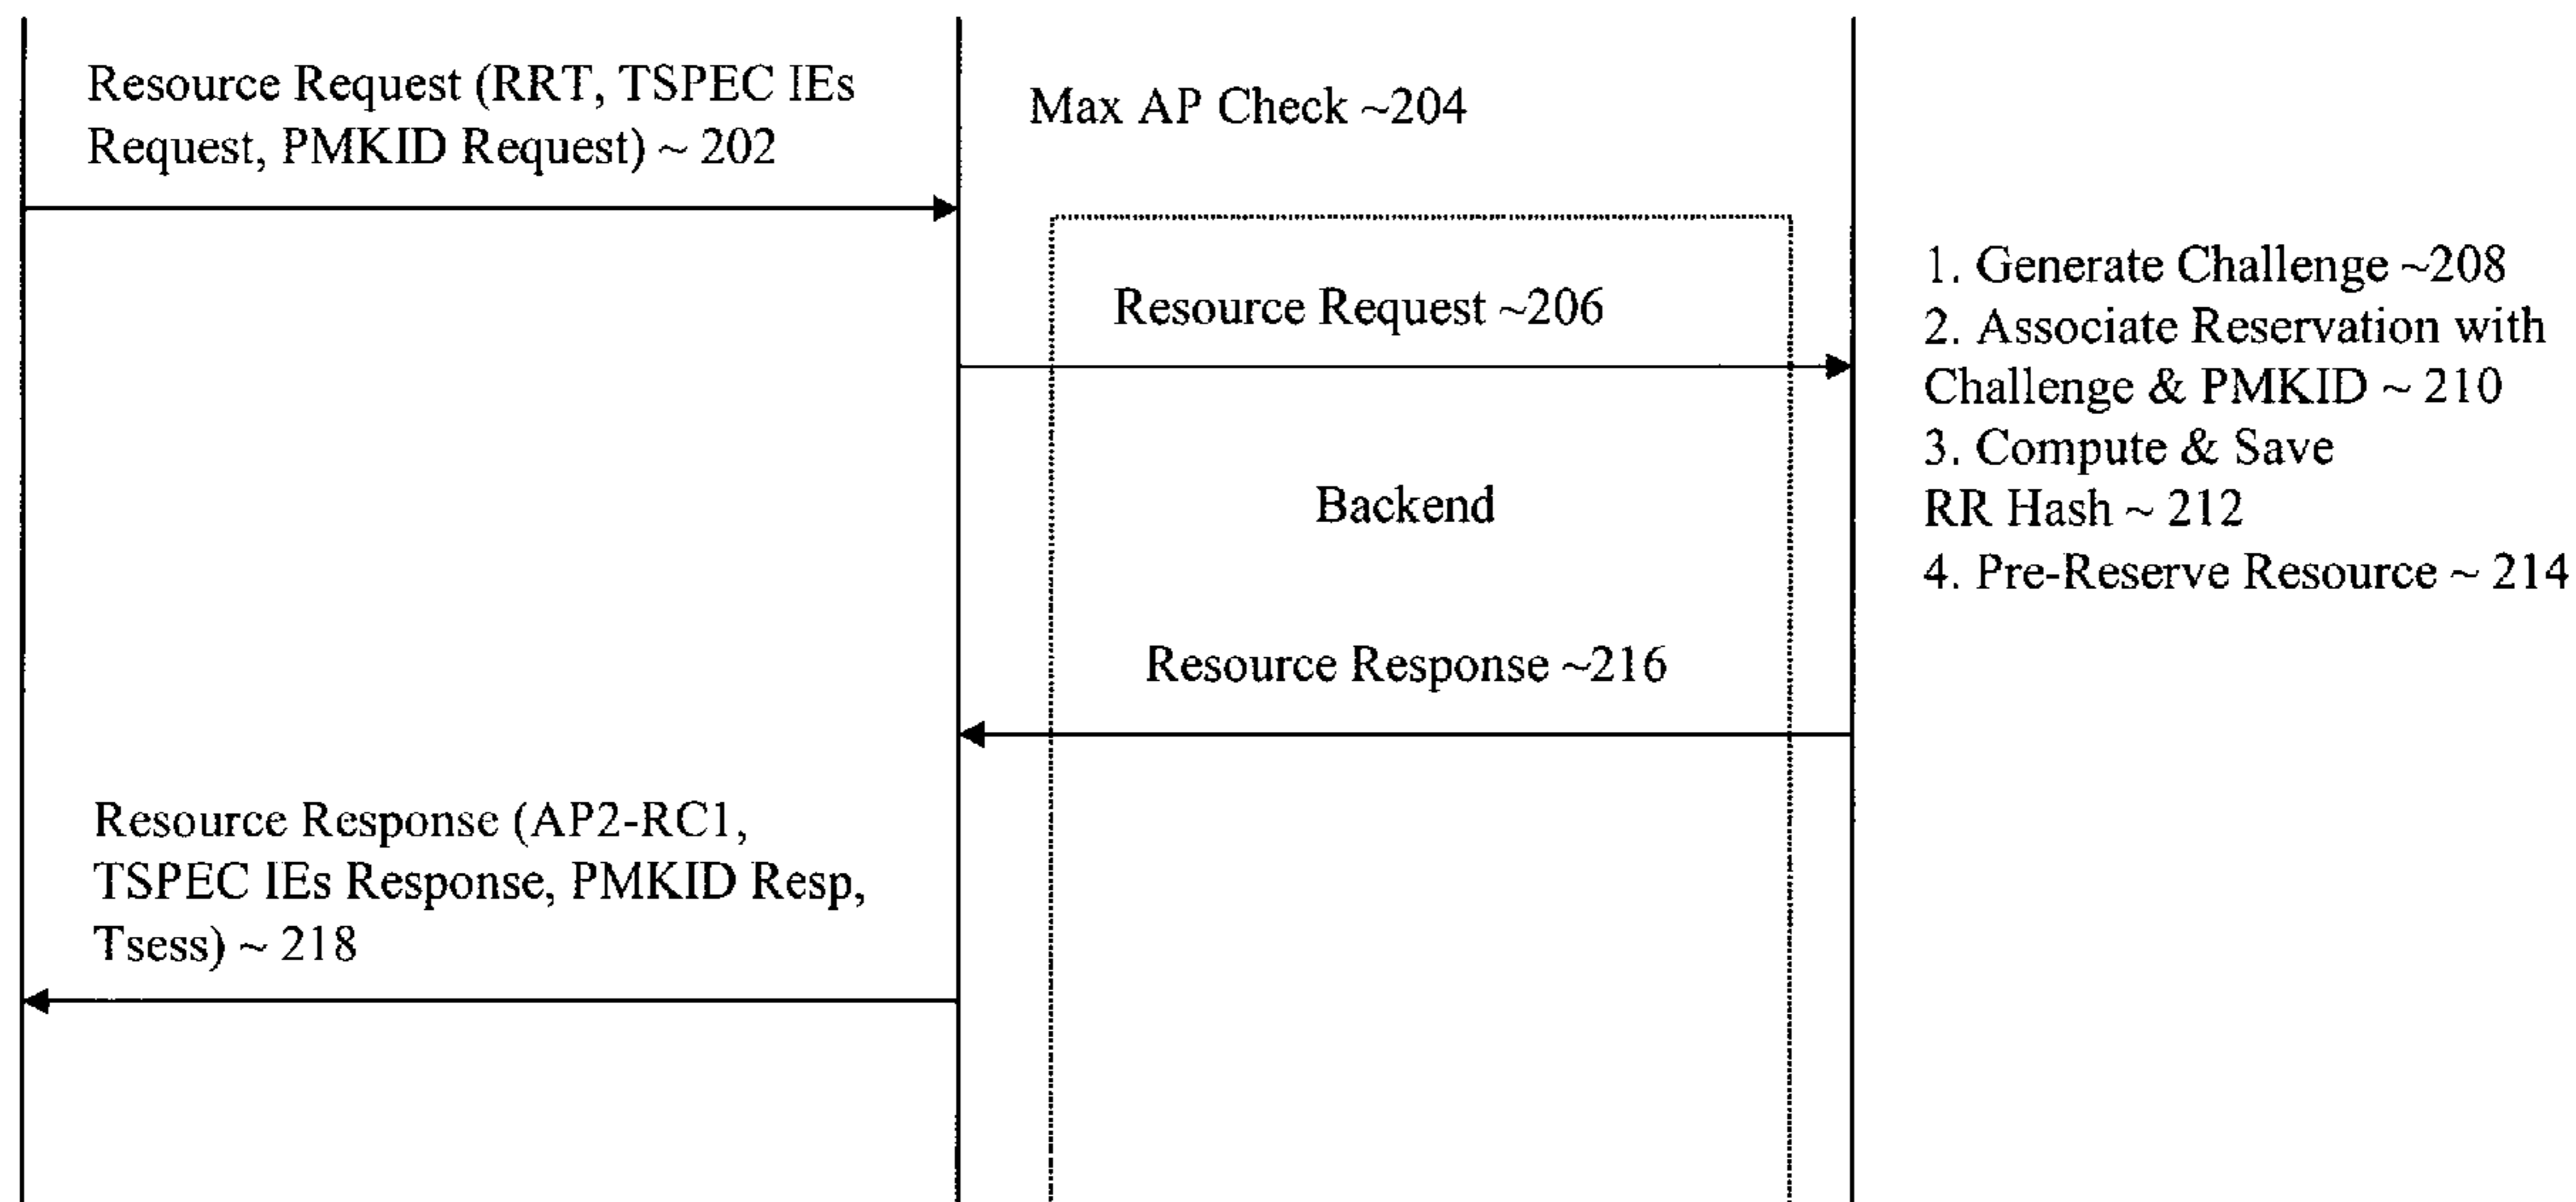 Resource Request (RRT, TSPEC IEs
Request, PMKID Request) ~ 202
Max AP Check ~204
Resource Request ~206
1. Generate Challenge ~208
2. Associate Reservation with
Challenge & PMKID ~ 210
3. Compute & Save
RR Hash ~ 212
4. Pre-Reserve Resource ~ 214
Backend
Resource Response ~216
Resource Response (AP2-RC1,
TSPEC IEs Response, PMKID Resp,
Tsess) ~ 218